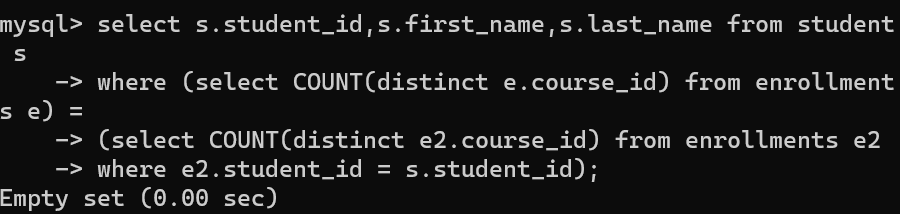 mysql> select s.student_id,s.first_name,s.last_name from student
 s
    -> where (select COUNT(distinct e.course_id) from enrollment
s e) =
    -> (select COUNT(distinct e2.course_id) from enrollments e2
    -> where e2.student_id = s.student_id);
Empty set (0.00 sec)